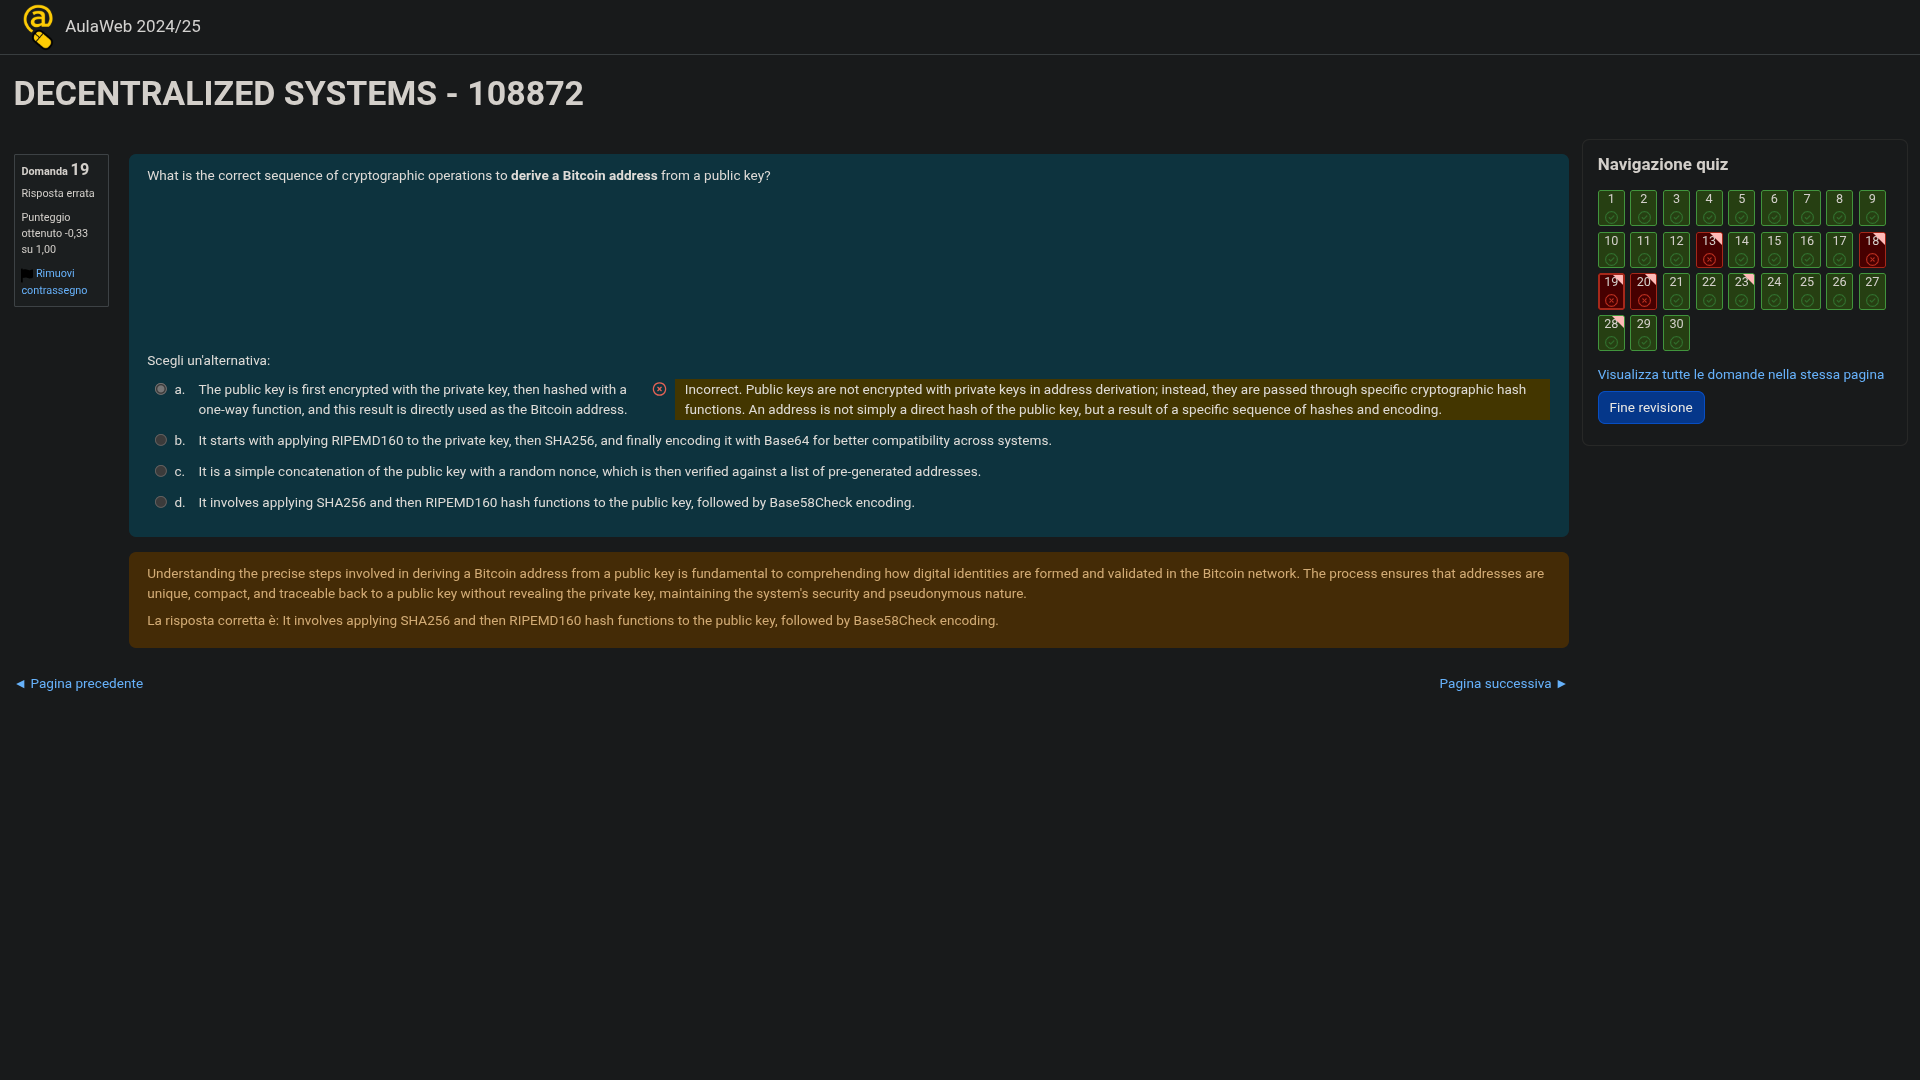 AulaWeb 2024/25
DECENTRALIZED SYSTEMS - 108872
Domanda 19
Risposta errata
Punteggio
ottenuto -0,33
su 1,00
Rimuovi
contrassegno
What is the correct sequence of cryptographic operations to derive a Bitcoin address from a public key?
Scegli un'alternativa:
a. The public key is first encrypted with the private key, then hashed with a
one-way function, and this result is directly used as the Bitcoin address.
Incorrect. Public keys are not encrypted with private keys in address derivation; instead, they are passed through specific cryptographic hash
functions. An address is not simply a direct hash of the public key, but a result of a specific sequence of hashes and encoding.
b. It starts with applying RIPEMD160 to the private key, then SHA256, and finally encoding it with Base64 for better compatibility across systems.
c. It is a simple concatenation of the public key with a random nonce, which is then verified against a list of pre-generated addresses.
d. It involves applying SHA256 and then RIPEMD160 hash functions to the public key, followed by Base58Check encoding.
Understanding the precise steps involved in deriving a Bitcoin address from a public key is fundamental to comprehending how digital identities are formed and validated in the Bitcoin network. The process ensures that addresses are
unique, compact, and traceable back to a public key without revealing the private key, maintaining the system's security and pseudonymous nature.
La risposta corretta è: It involves applying SHA256 and then RIPEMD160 hash functions to the public key, followed by Base58Check encoding.
◄ Pagina precedente
Pagina successiva ►
Navigazione quiz
1 2 3 4 5 6 7 8 9
10 11 12 13 14 15 16 17 18
19 20 21 22 23 24 25 26 27
28 29 30
Visualizza tutte le domande nella stessa pagina
Fine revisione